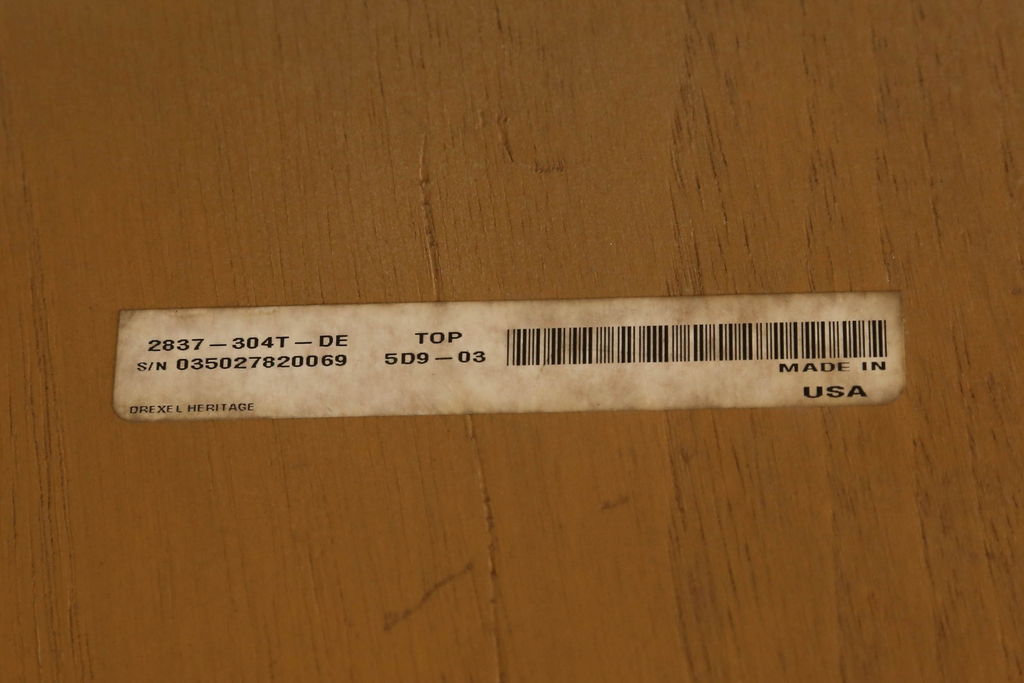 2837-304T-DE TOP
S/N 035027820069 5D9-03
MADE IN
USA
DREXEL HERITAGE